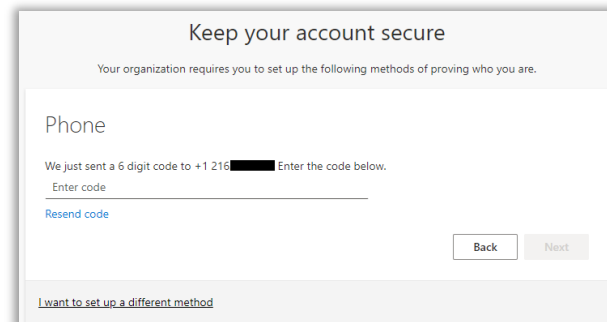 Keep your account secure
Your organization requires you to set up the following methods of proving who you are.
Phone
We just sent a 6 digit code to +1 216 Enter the code below.
Enter code
Resend code
Back Next
I want to set up a different method